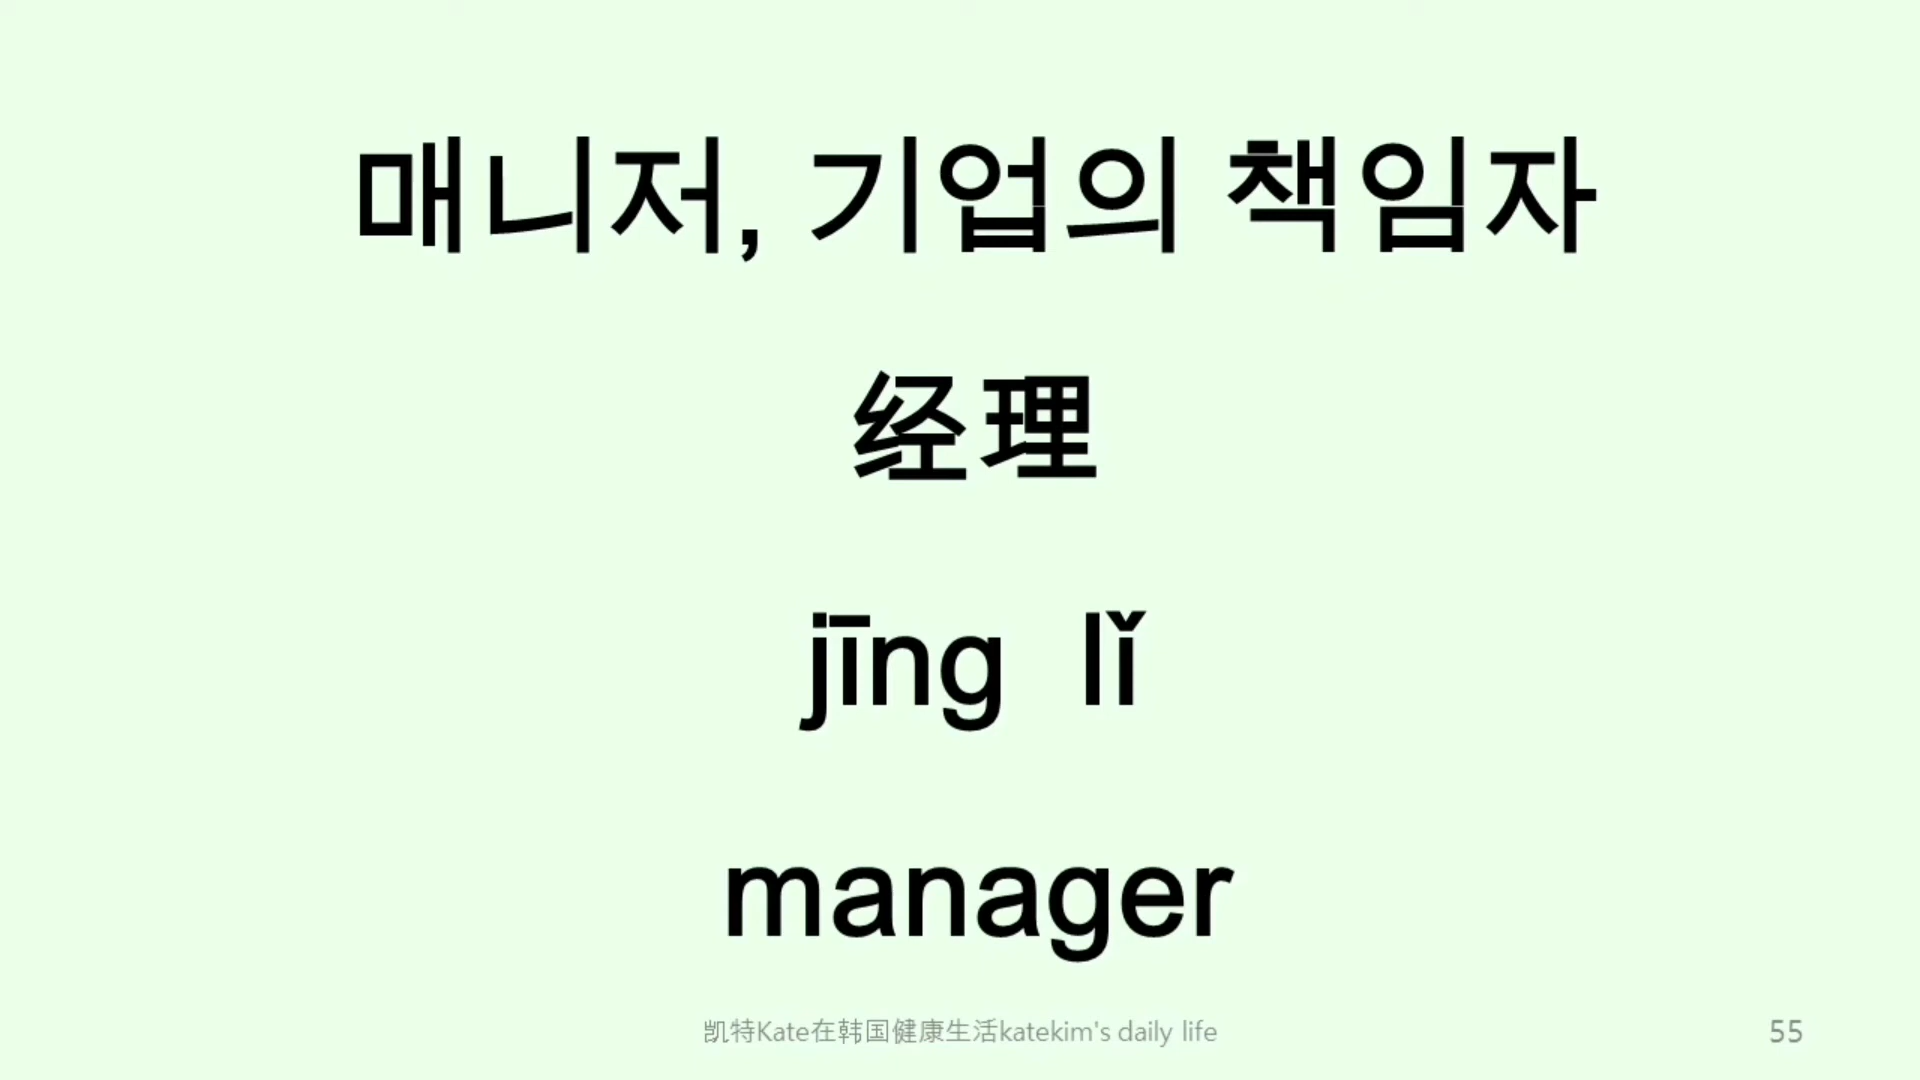 매니저, 기업의 책임자
经理
jīng lǐ
manager
凯特Kate在韩国健康生活katekim's daily life
55